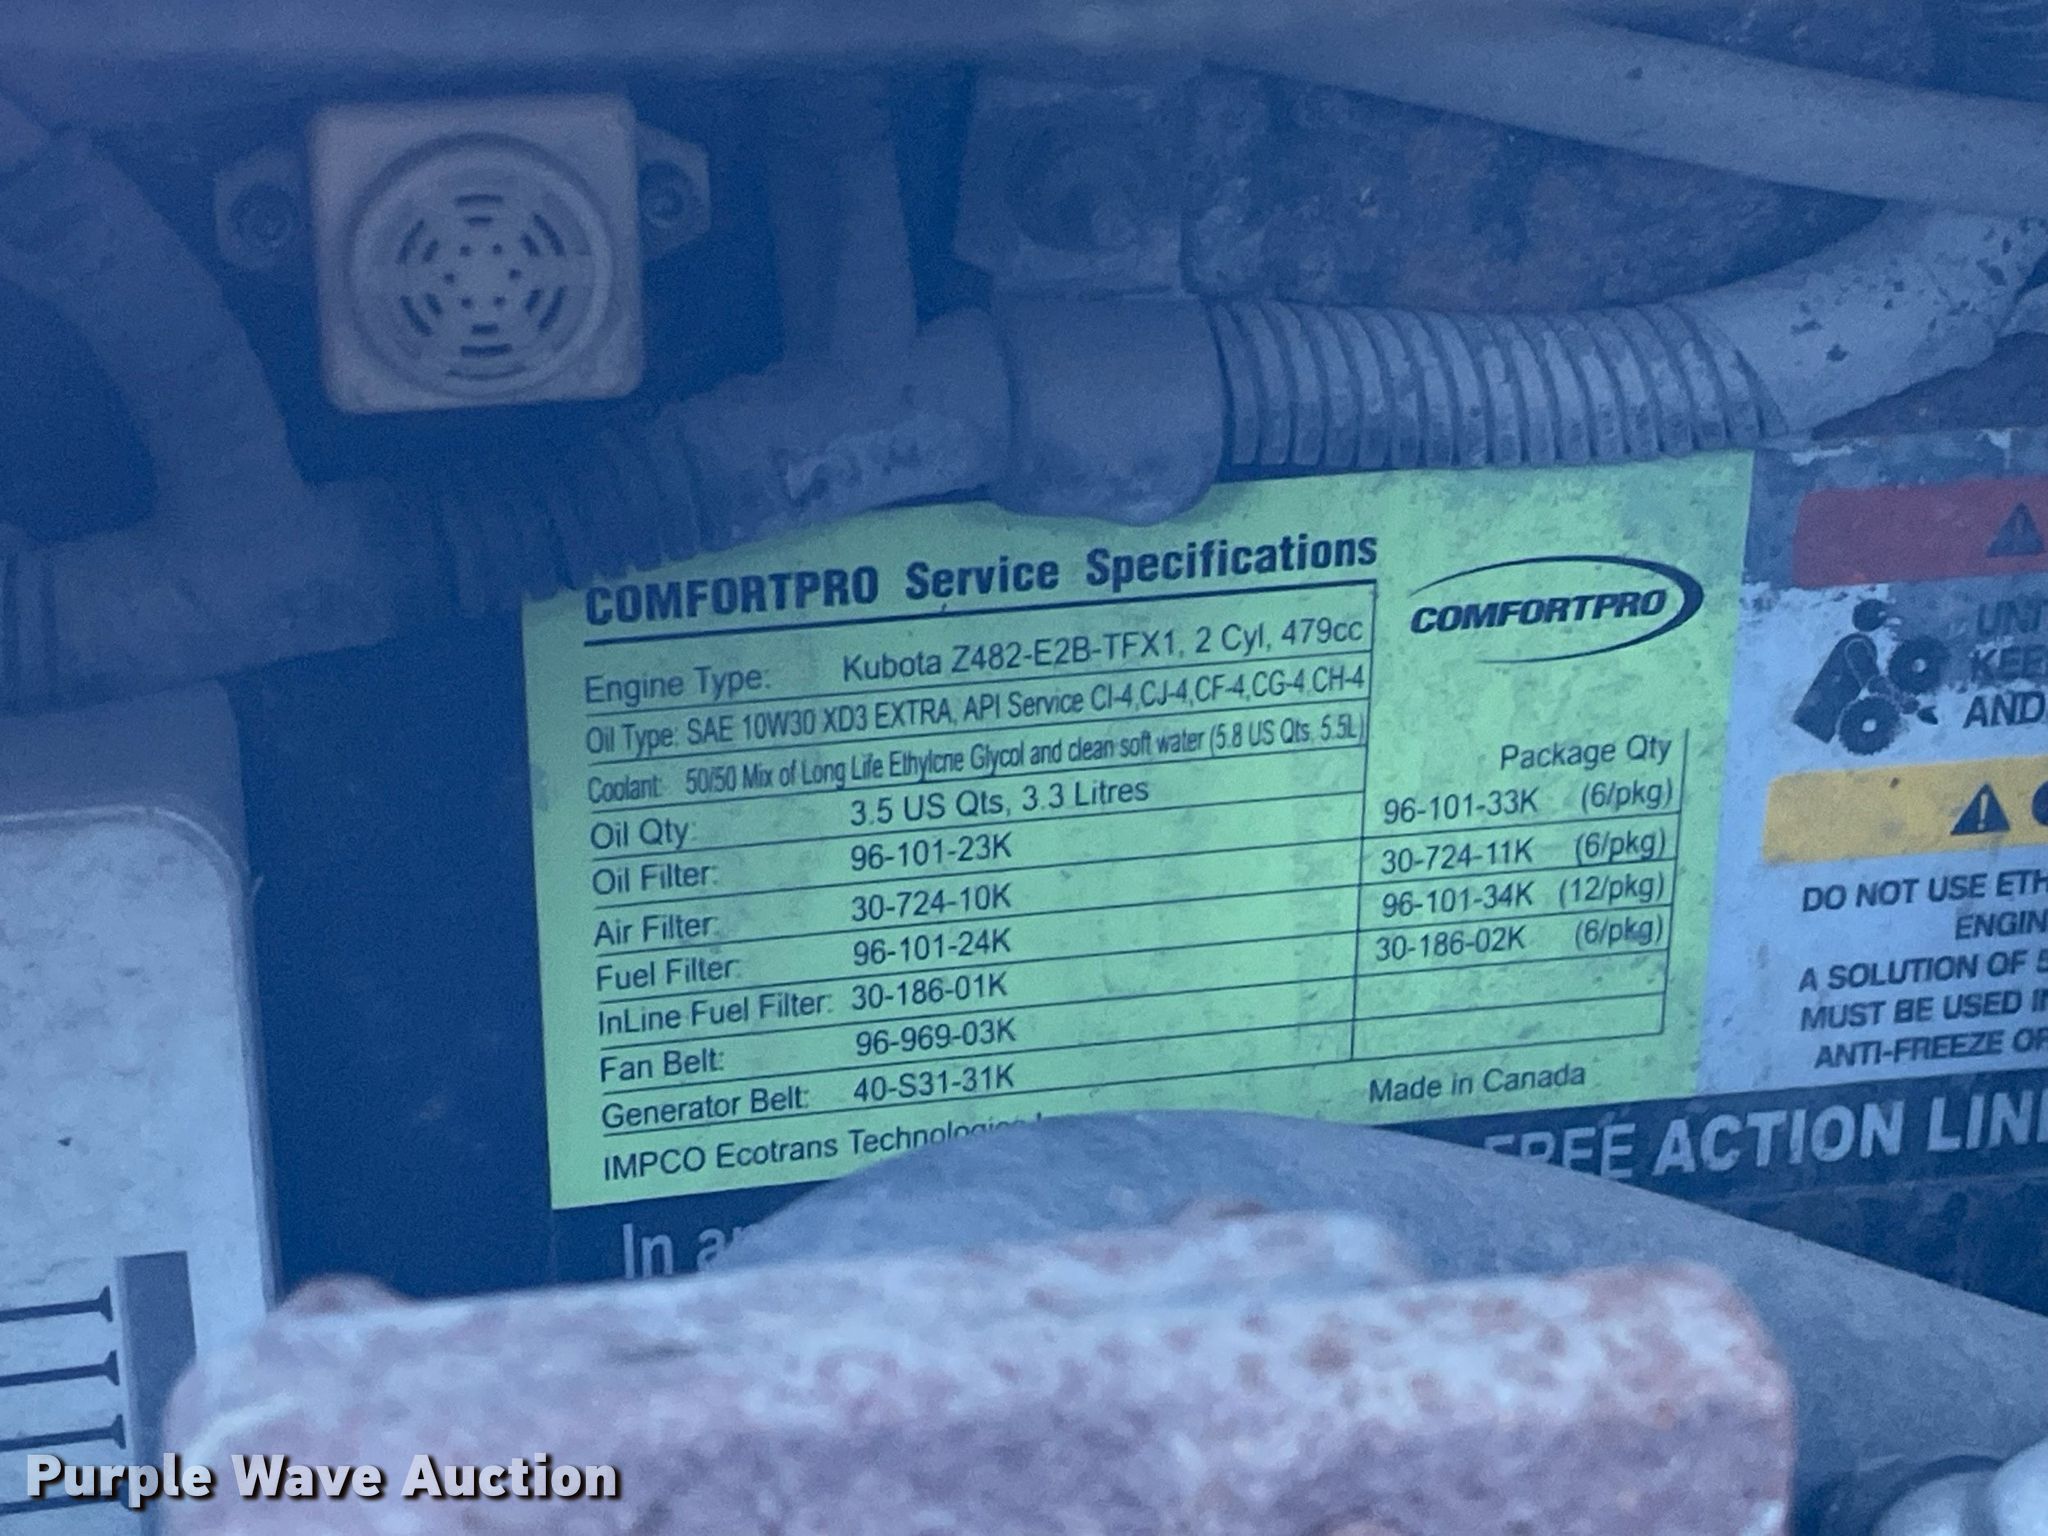 COMFORTPRO Service Specifications
COMFORTPRO
Engine Type: Kubota Z482-E2B-TFX1, 2 Cyl, 479cc
Oil Type: SAE 10W30 XD3 EXTRA, API Service CI-4,CJ-4,CF-4,CG-4,CH-4
Coolant: 50/50 Mix of Long Life Ethylcne Glycol and clean soft water (5.8 US Qts, 5.5L)
Package Qty
Oil Qty: 3.5 US Qts, 3.3 Litres
Oil Filter: 96-101-23K 96-101-33K (6/pkg)
Air Filter: 30-724-10K 30-724-11K (6/pkg)
Fuel Filter: 96-101-24K 96-101-34K (12/pkg)
InLine Fuel Filter: 30-186-01K 30-186-02K (6/pkg)
Fan Belt: 96-969-03K
Generator Belt: 40-S31-31K
IMPCO Ecotrans
Made in Canada
AND
DO NOT USE
A SOLUTION OF
MUST BE USED
ANTI-FREEZE
ACTION
In
Purple Wave Auction